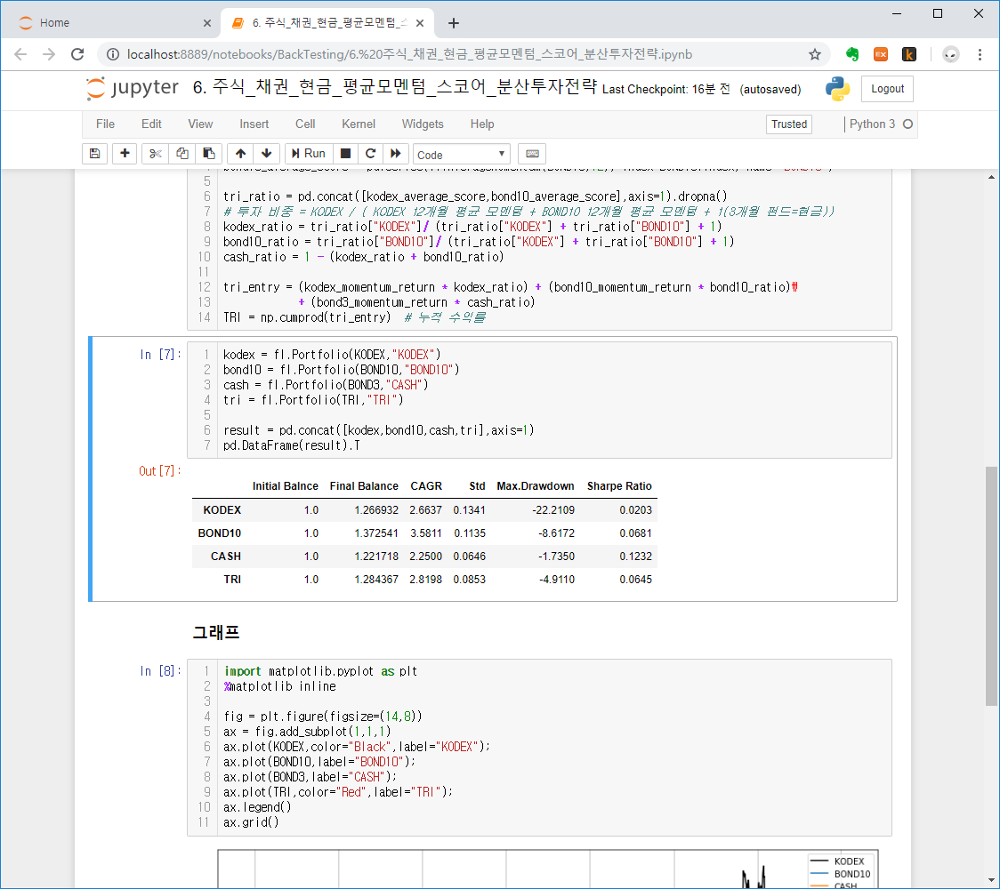 Home
6. 주식_채권_현금_평균모멘텀_스
localhost:8889/notebooks/BackTesting/6.%20주식_채권_현금_평균모멘텀_스코어_분산투자전략.ipynb
jupyter 6. 주식_채권_현금_평균모멘텀_스코어_분산투자전략 Last Checkpoint: 16분 전 (autosaved) Logout
File Edit View Insert Cell Kernel Widgets Help Trusted Python 3
Run Code
5
6 tri_ratio = pd.concat([kodex_average_score,bond10_average_score],axis=1).dropna()
7 # 투자 비중 = KODEX / ( KODEX 12개월 평균 모멘텀 + BOND10 12개월 평균 모멘텀 + 1(3개월 펀드=현금))
8 kodex_ratio = tri_ratio["KODEX"]/ (tri_ratio["KODEX"] + tri_ratio["BOND10"] + 1)
9 bond10_ratio = tri_ratio["BOND10"]/ (tri_ratio["KODEX"] + tri_ratio["BOND10"] + 1)
10 cash_ratio = 1 - (kodex_ratio + bond10_ratio)
11
12 tri_entry = (kodex_momentum_return * kodex_ratio) + (bond10_momentum_return * bond10_ratio)₩
13 + (bond3_momentum_return * cash_ratio)
14 TRI = np.cumprod(tri_entry) # 누적 수익률
In [7]:
1 kodex = fl.Portfolio(KODEX,"KODEX")
2 bond10 = fl.Portfolio(BOND10,"BOND10")
3 cash = fl.Portfolio(BOND3,"CASH")
4 tri = fl.Portfolio(TRI,"TRI")
5
6 result = pd.concat([kodex,bond10,cash,tri],axis=1)
7 pd.DataFrame(result).T
Out[7]:
Initial Balnce Final Balance CAGR Std Max.Drawdown Sharpe Ratio
KODEX 1.0 1.266932 2.6637 0.1341 -22.2109 0.0203
BOND10 1.0 1.372541 3.5811 0.1135 -8.6172 0.0681
CASH 1.0 1.221718 2.2500 0.0646 -1.7350 0.1232
TRI 1.0 1.284367 2.8198 0.0853 -4.9110 0.0645
그래프
In [8]:
1 import matplotlib.pyplot as plt
2 %matplotlib inline
3
4 fig = plt.figure(figsize=(14,8))
5 ax = fig.add_subplot(1,1,1)
6 ax.plot(KODEX,color="Black",label="KODEX");
7 ax.plot(BOND10,label="BOND10");
8 ax.plot(BOND3,label="CASH");
9 ax.plot(TRI,color="Red",label="TRI");
10 ax.legend()
11 ax.grid()
KODEX
BOND10
CASH